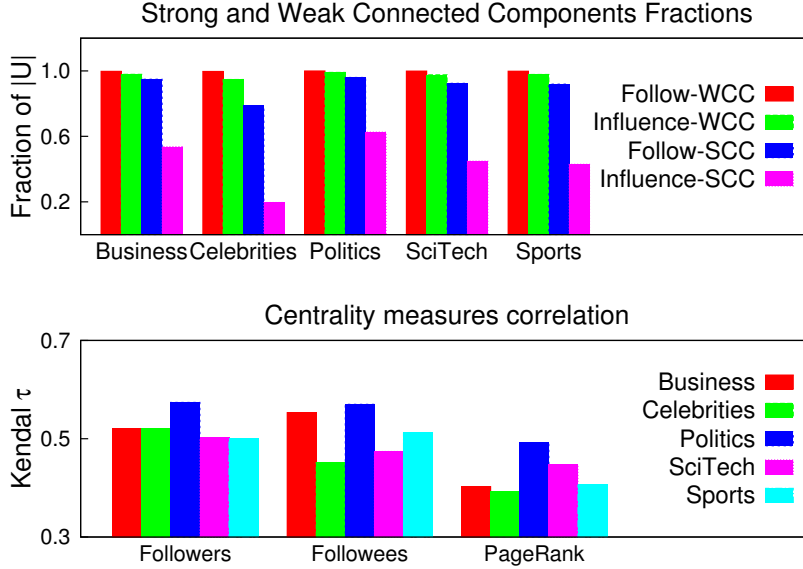 Strong and Weak Connected Components Fractions
Fraction of |U|
1.0
0.6
0.2
Follow-WCC
Influence-WCC
Follow-SCC
Influence-SCC
Business Celebrities Politics SciTech Sports
Centrality measures correlation
Kendal τ
0.7
0.5
0.3
Business
Celebrities
Politics
SciTech
Sports
Followers Followees PageRank